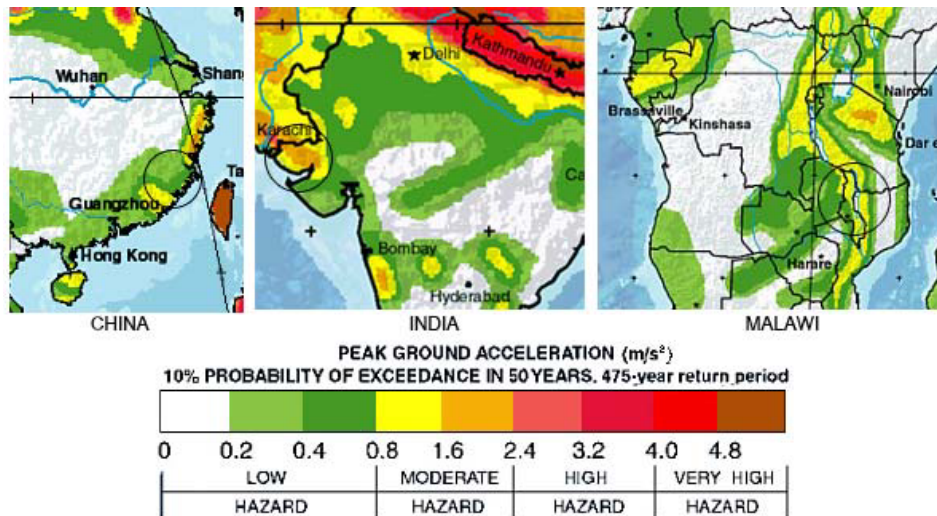 Wuhan
Shang
Guangzhou
Ta
Hong Kong
CHINA
Delhi
Kathmandu
Karachi
Ca
Bombay
Hyderabad
INDIA
Nairobi
Brassaville
Kinshasa
Dar e
Harare
MALAWI
PEAK GROUND ACCELERATION (m/s²)
10% PROBABILITY OF EXCEEDANCE IN 50 YEARS, 475-year return period
0 0.2 0.4 0.8 1.6 2.4 3.2 4.0 4.8
LOW MODERATE HIGH VERY HIGH
HAZARD HAZARD HAZARD HAZARD